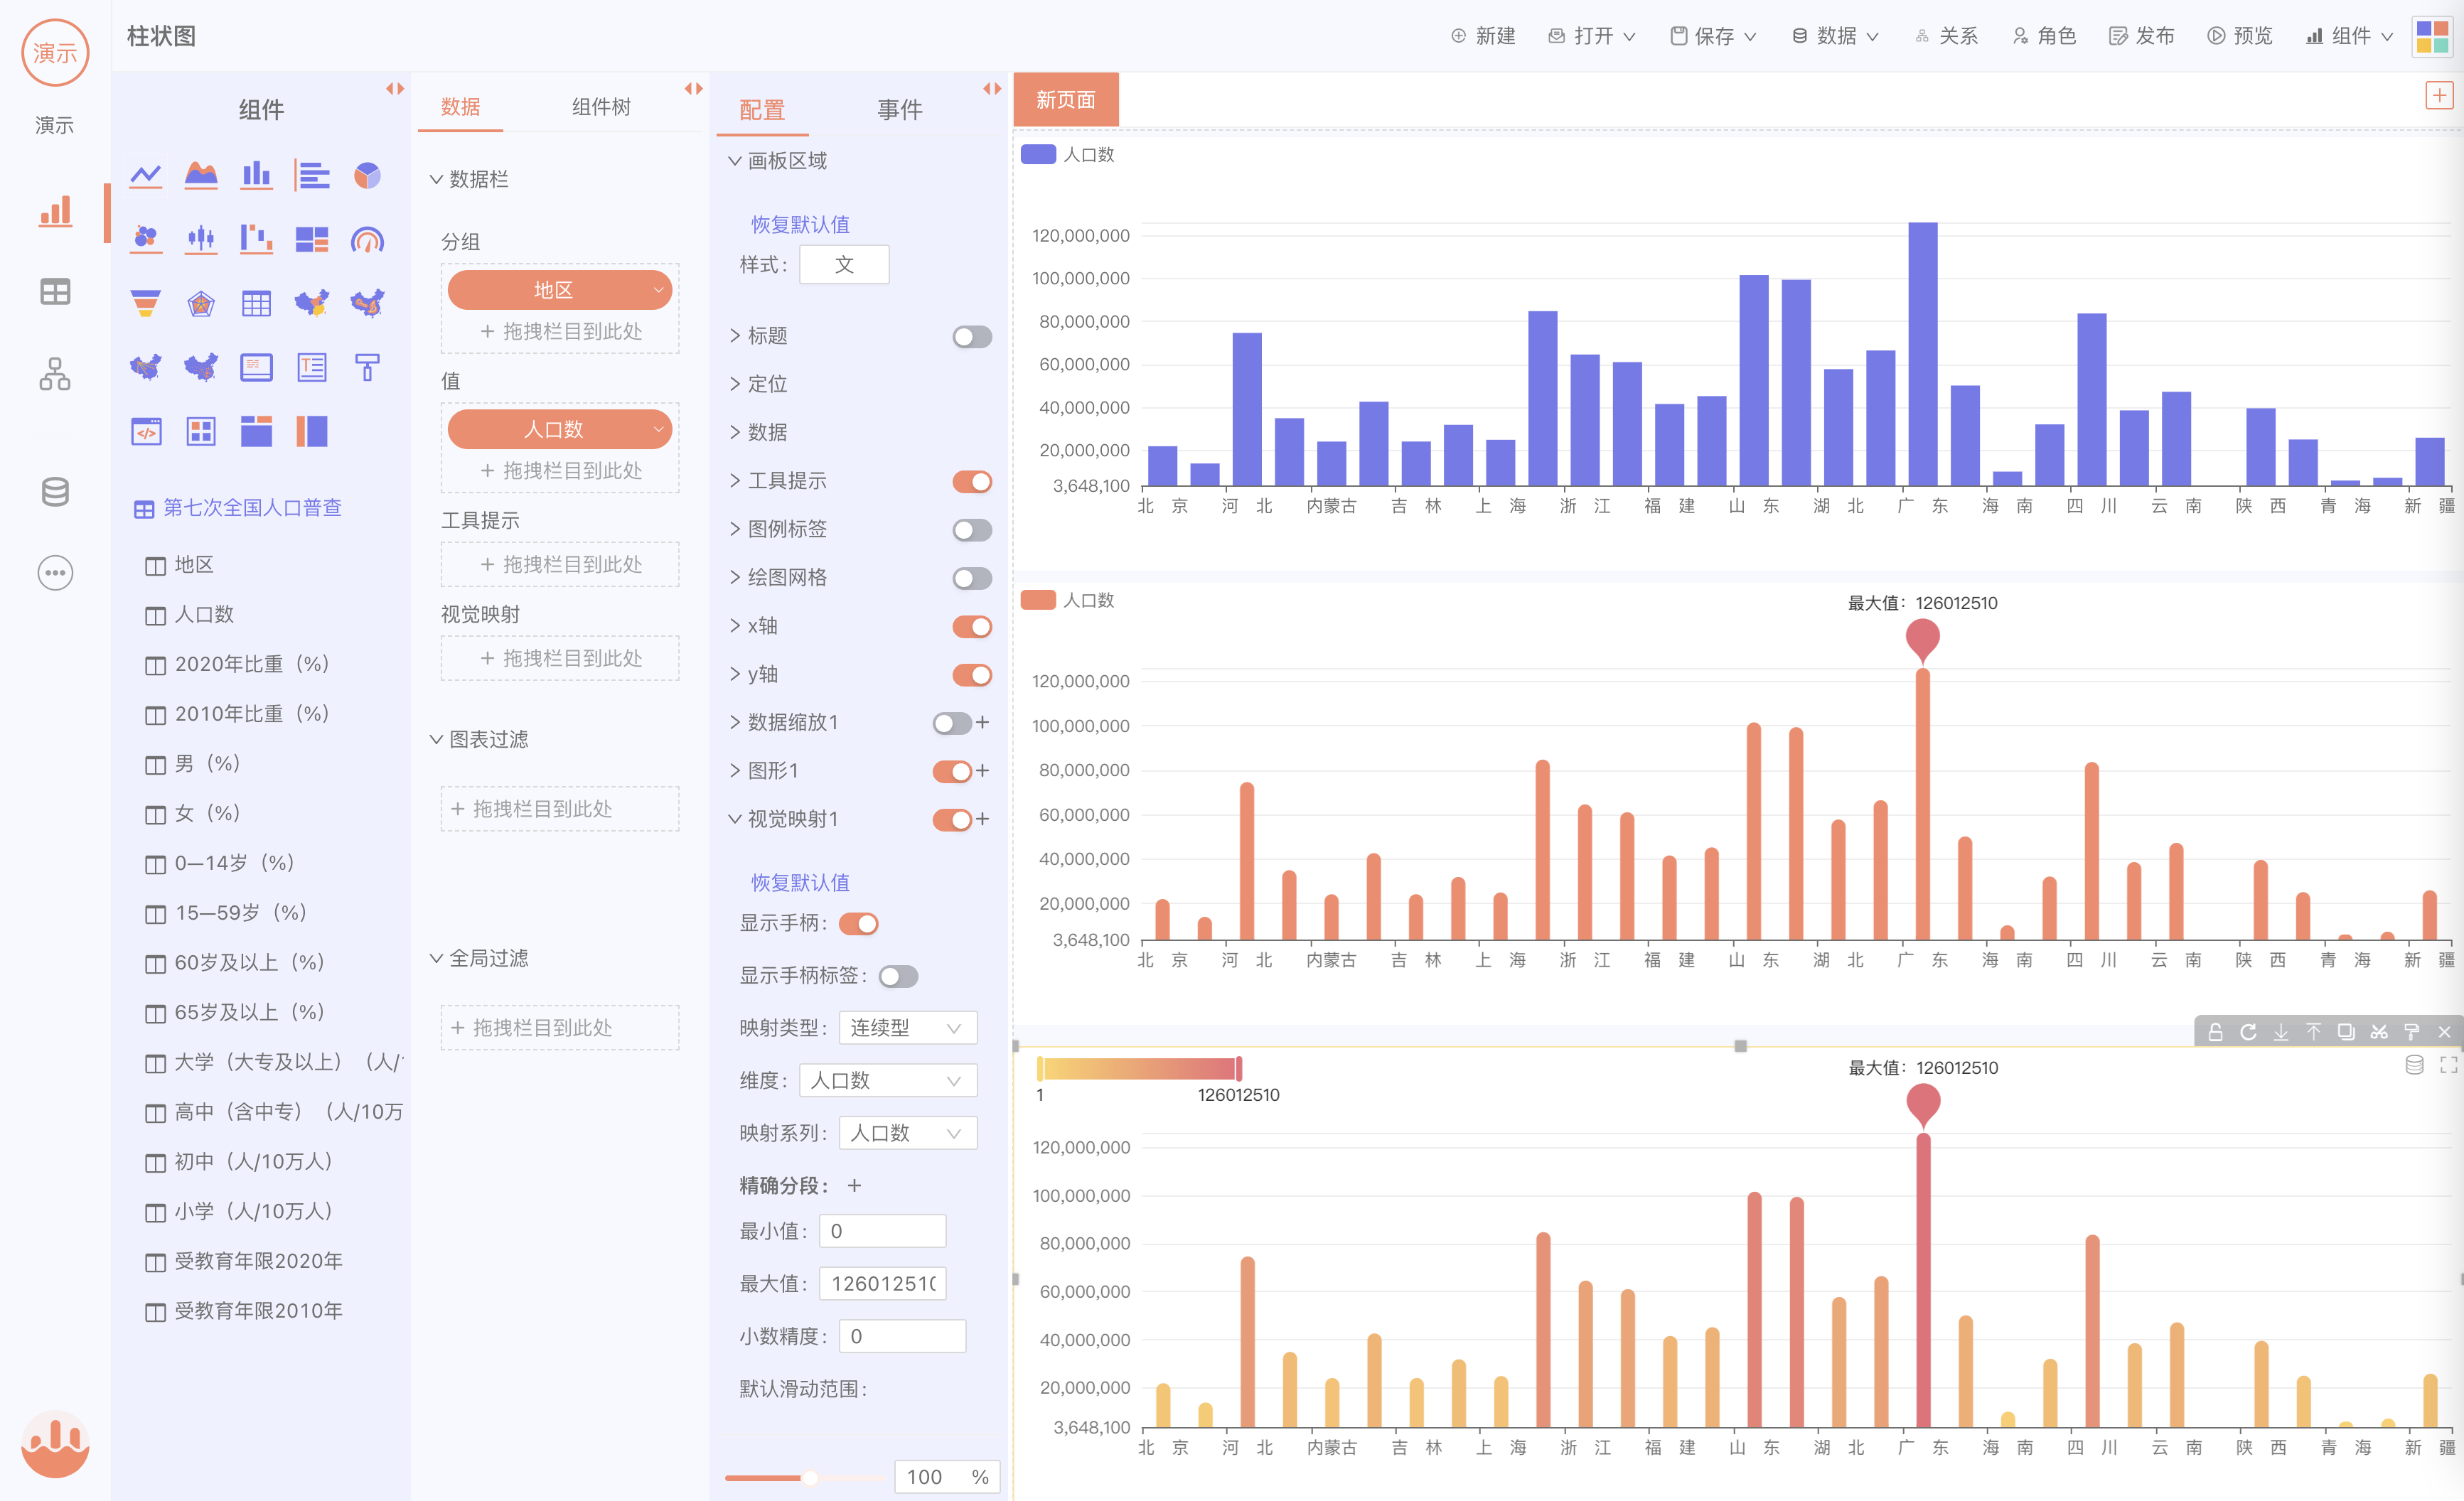 演示
柱状图
新建
打开
保存
数据
关系
角色
发布
预览
组件
演示
组件
第七次全国人口普查
地区
人口数
2020年比重（%）
2010年比重（%）
男（%）
女（%）
0—14岁（%）
15—59岁（%）
60岁及以上（%）
65岁及以上（%）
大学（大专及以上）（人/
高中（含中专）（人/10万
初中（人/10万人）
小学（人/10万人）
受教育年限2020年
受教育年限2010年
数据 组件树
数据栏
分组
地区
+ 拖拽栏目到此处
值
人口数
+ 拖拽栏目到此处
工具提示
+ 拖拽栏目到此处
视觉映射
+ 拖拽栏目到此处
图表过滤
+ 拖拽栏目到此处
全局过滤
+ 拖拽栏目到此处
配置 事件
画板区域
恢复默认值
样式： 文
标题
定位
数据
工具提示
图例标签
绘图网格
x轴
y轴
数据缩放1 +
图形1 +
视觉映射1 +
恢复默认值
显示手柄：
显示手柄标签：
映射类型： 连续型
维度： 人口数
映射系列： 人口数
精确分段： +
最小值： 0
最大值： 126012510
小数精度： 0
默认滑动范围：
100 %
新页面
人口数
120,000,000
100,000,000
80,000,000
60,000,000
40,000,000
20,000,000
3,648,100
北京 河北 内蒙古 吉林 上海 浙江 福建 山东 湖北 广东 海南 四川 云南 陕西 青海 新疆
人口数
最大值：126012510
120,000,000
100,000,000
80,000,000
60,000,000
40,000,000
20,000,000
3,648,100
北京 河北 内蒙古 吉林 上海 浙江 福建 山东 湖北 广东 海南 四川 云南 陕西 青海 新疆
1 126012510
最大值：126012510
120,000,000
100,000,000
80,000,000
60,000,000
40,000,000
20,000,000
3,648,100
北京 河北 内蒙古 吉林 上海 浙江 福建 山东 湖北 广东 海南 四川 云南 陕西 青海 新疆